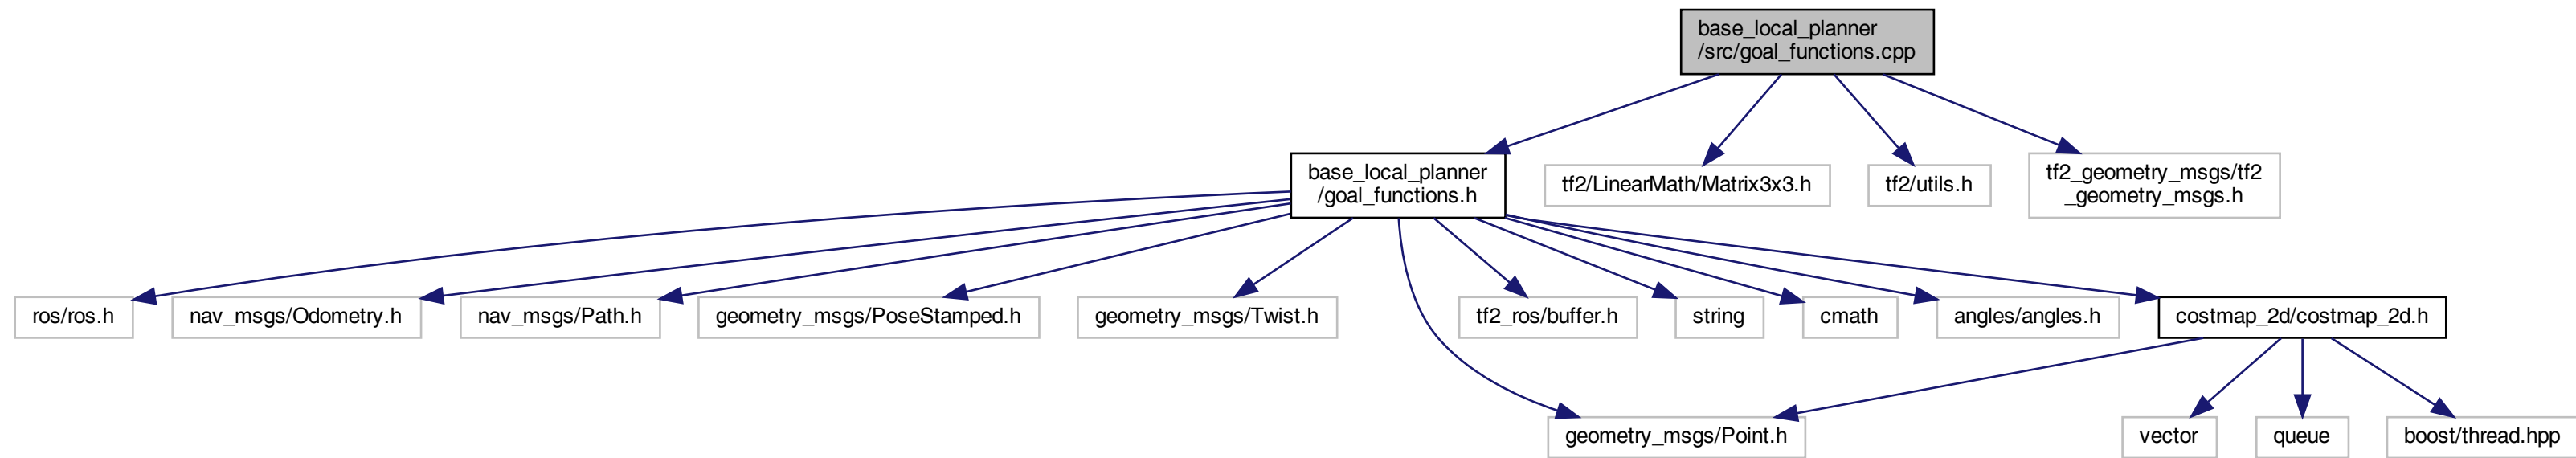 base_local_planner
/src/goal_functions.cpp
base_local_planner
/goal_functions.h
tf2/LinearMath/Matrix3x3.h
tf2/utils.h
tf2_geometry_msgs/tf2
_geometry_msgs.h
ros/ros.h
nav_msgs/Odometry.h
nav_msgs/Path.h
geometry_msgs/PoseStamped.h
geometry_msgs/Twist.h
tf2_ros/buffer.h
string
cmath
angles/angles.h
costmap_2d/costmap_2d.h
geometry_msgs/Point.h
vector
queue
boost/thread.hpp